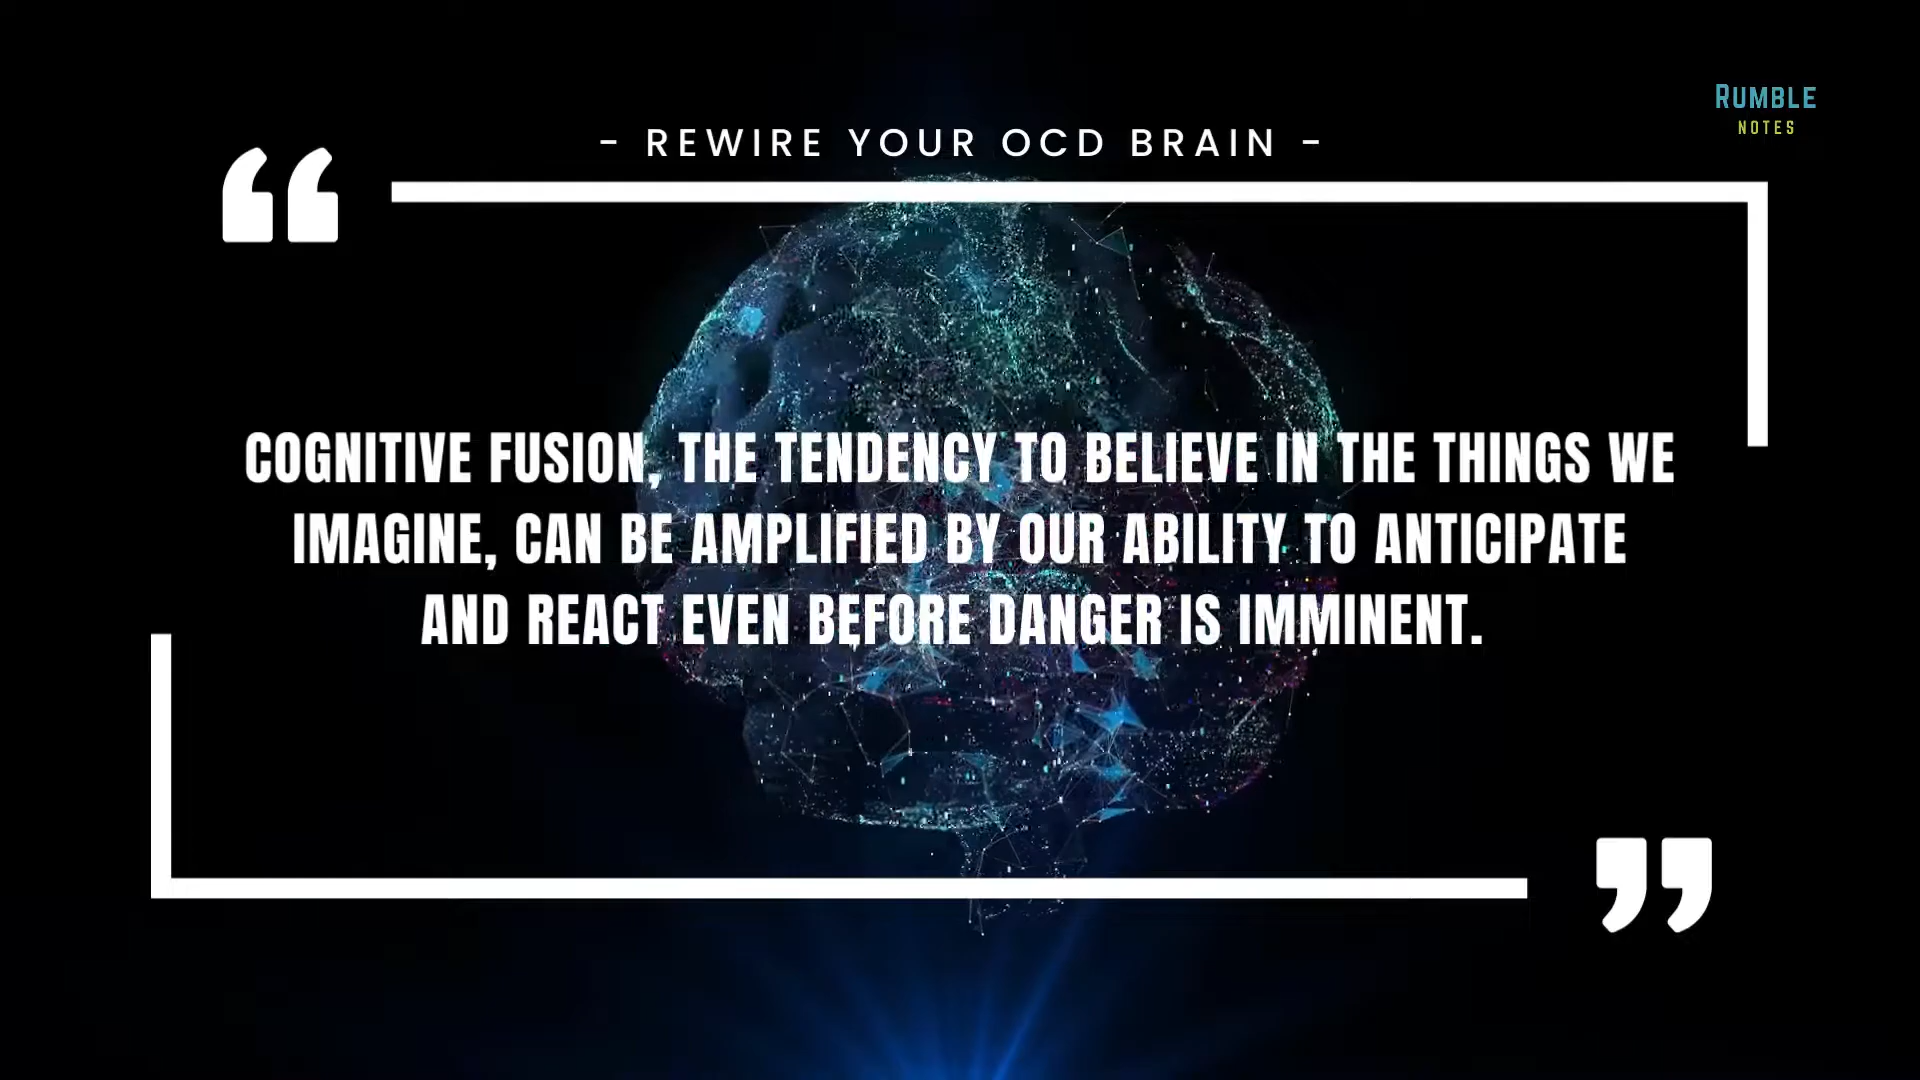 RUMBLE
NOTES
- REWIRE YOUR OCD BRAIN -
“
COGNITIVE FUSION, THE TENDENCY TO BELIEVE IN THE THINGS WE
IMAGINE, CAN BE AMPLIFIED BY OUR ABILITY TO ANTICIPATE
AND REACT EVEN BEFORE DANGER IS IMMINENT.
”